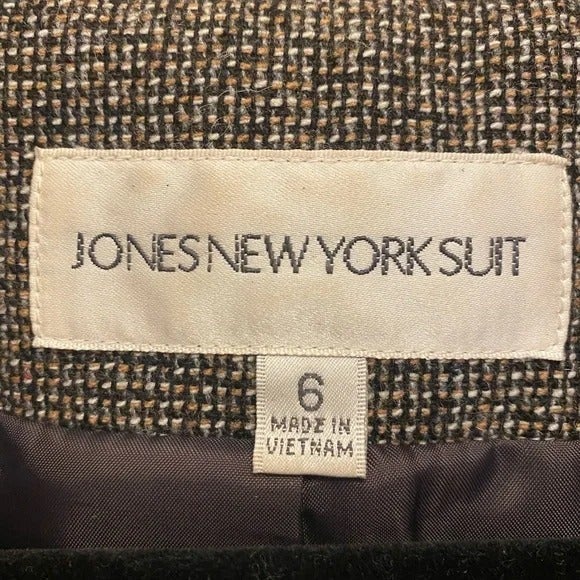 JONES NEW YORK SUIT
6
MADE IN
VIETNAM